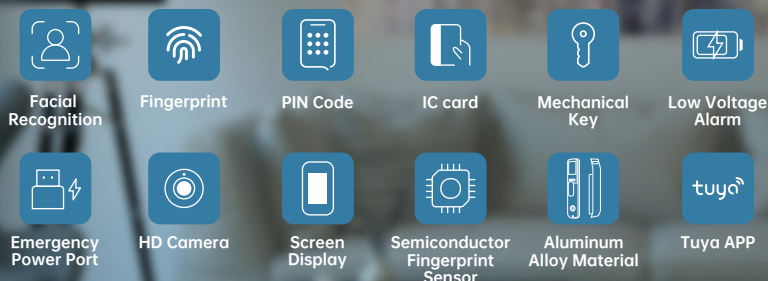 Facial
Recognition
Fingerprint
PIN Code
IC card
Mechanical
Key
Low Voltage
Alarm
tuya
Emergency
Power Port
HD Camera
Screen
Display
Semiconductor
Fingerprint
Sensor
Aluminum
Alloy Material
Tuya APP